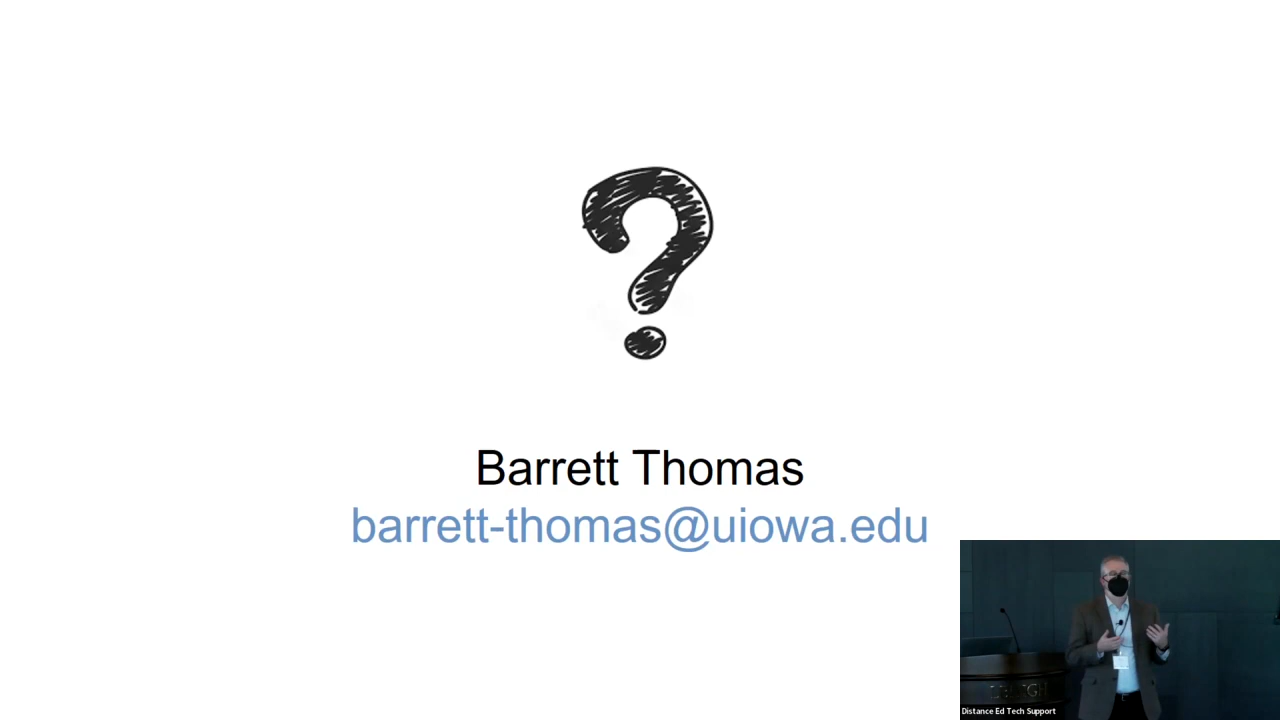 Barrett Thomas
barrett-thomas@uiowa.edu
Distance Ed Tech Support